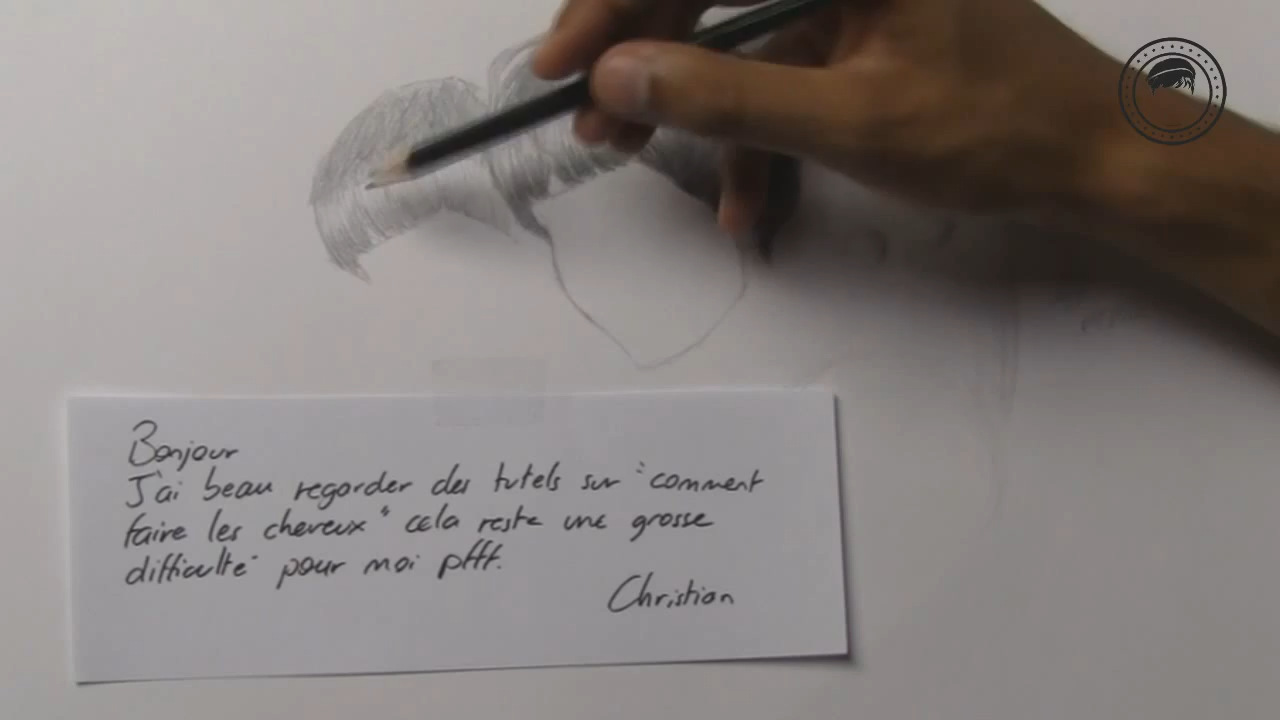 Bonjour
J'ai beau regarder des tutels sur "comment
faire les cheveux" cela reste une grosse
difficulté pour moi pfff.
Christian